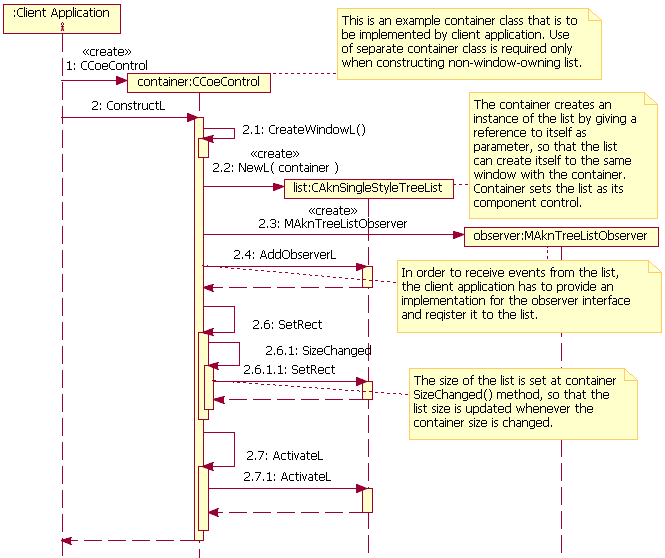 :Client Application
This is an example container class that is to
be implemented by client application. Use
of separate container class is required only
when constructing non-window-owning list.
«create»
1: CCoeControl
container:CCoeControl
2: ConstructL
The container creates an
instance of the list by giving a
reference to itself as
parameter, so that the list
can create itself to the same
window with the container.
Container sets the list as its
component control.
2.1: CreateWindowL()
«create»
2.2: NewL( container )
list:CAknSingleStyleTreeList
«create»
2.3: MAknTreeListObserver
observer:MAknTreeListObserver
2.4: AddObserverL
In order to receive events from the list,
the client application has to provide an
implementation for the observer interface
and reqister it to the list.
2.6: SetRect
2.6.1: SizeChanged
2.6.1.1: SetRect
The size of the list is set at container
SizeChanged() method, so that the
list size is updated whenever the
container size is changed.
2.7: ActivateL
2.7.1: ActivateL